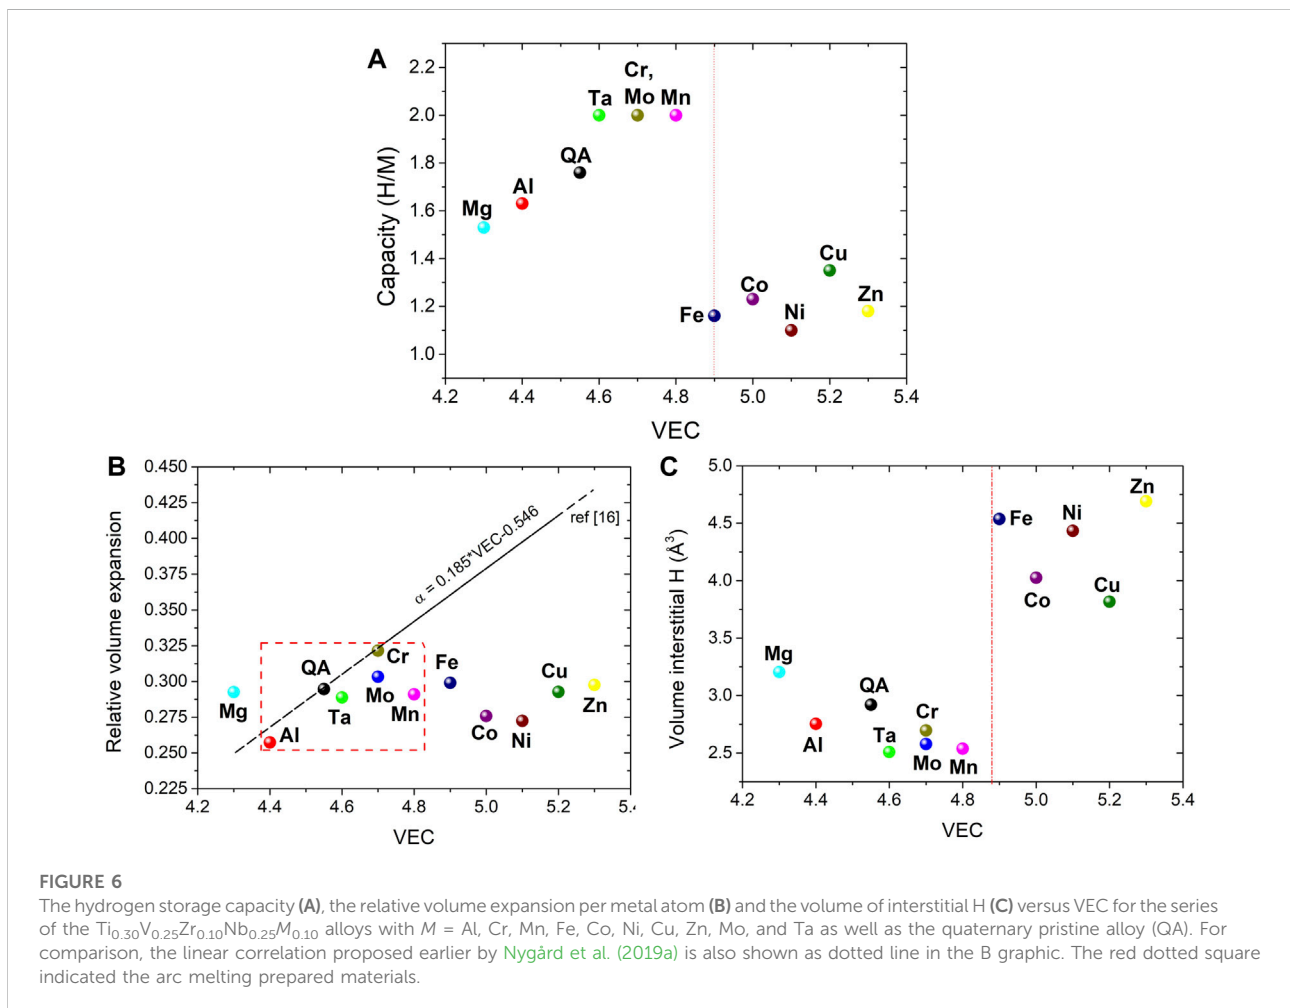 A
Capacity (H/M)
2.2
2.0
1.8
1.6
1.4
1.2
1.0
Cr,
Ta Mo Mn
QA
Al
Mg
Cu
Co
Zn
Fe
Ni
4.2 4.4 4.6 4.8 5.0 5.2 5.4
VEC
B
Relative volume expansion
0.450
0.425
0.400
0.375
0.350
0.325
0.300
0.275
0.250
0.225
α = 0.185*VEC-0.546
ref [16]
QA
Cr
Fe
Cu
Mg
Ta
Mo
Mn
Zn
Al
Co
Ni
4.2 4.4 4.6 4.8 5.0 5.2 5.4
VEC
C
Volume interstitial H (Å³)
5.0
4.5
4.0
3.5
3.0
2.5
Zn
Fe
Ni
Co
Cu
Mg
QA
Cr
Al
Ta
Mo
Mn
4.2 4.4 4.6 4.8 5.0 5.2 5.4
VEC
FIGURE 6
The hydrogen storage capacity (A), the relative volume expansion per metal atom (B) and the volume of interstitial H (C) versus VEC for the series
of the Ti0.30V0.25Zr0.10Nb0.25M0.10 alloys with M = Al, Cr, Mn, Fe, Co, Ni, Cu, Zn, Mo, and Ta as well as the quaternary pristine alloy (QA). For
comparison, the linear correlation proposed earlier by Nygård et al. (2019a) is also shown as dotted line in the B graphic. The red dotted square
indicated the arc melting prepared materials.